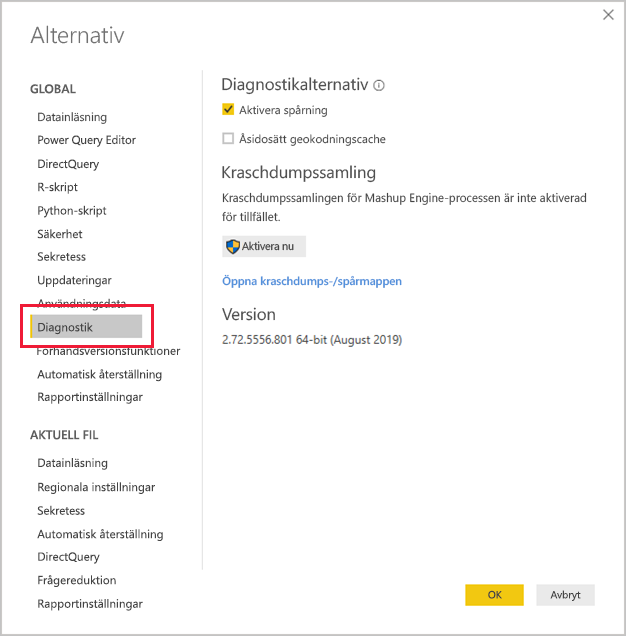 Alternativ
GLOBAL
Datainläsning
Power Query Editor
DirectQuery
R-skript
Python-skript
Säkerhet
Sekretess
Uppdateringar
Användningsdata
Diagnostik
Förhandsversionsfunktioner
Automatisk återställning
Rapportinställningar
AKTUELL FIL
Datainläsning
Regionala inställningar
Sekretess
Automatisk återställning
DirectQuery
Frågereduktion
Rapportinställningar
Diagnostikalternativ
Aktivera spårning
Åsidosätt geokodningscache
Kraschdumpssamling
Kraschdumpssamlingen för Mashup Engine-processen är inte aktiverad
för tillfället.
Aktivera nu
Öppna kraschdumps-/spårmappen
Version
2.72.5556.801 64-bit (August 2019)
OK
Avbryt